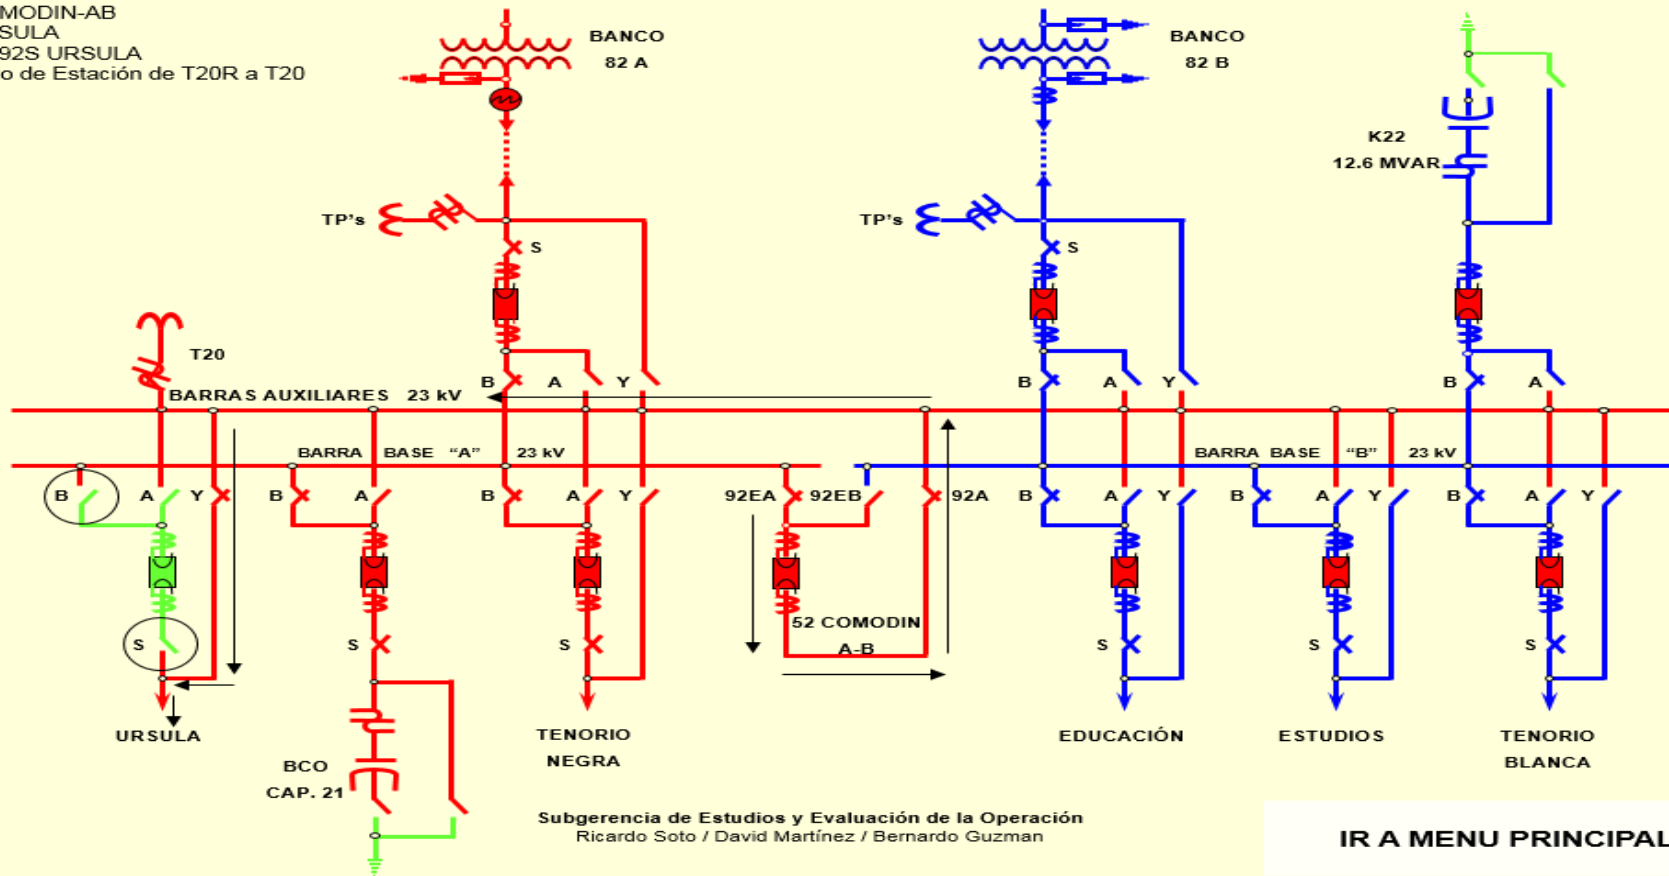 MODIN-AB
SULA
92S URSULA
o de Estación de T20R a T20
BANCO
82 A
BANCO
82 B
K22
12.6 MVAR
TP's
S
TP's
S
T20
B A Y
B A Y
B A
BARRAS AUXILIARES 23 kV
BARRA BASE “A” 23 kV
BARRA BASE “B” 23 kV
B A Y
B A
B A Y
92EA 92EB 92A
B A Y
B A Y
B A Y
S
S
S
52 COMODIN
A-B
S
S
S
URSULA
BCO
CAP. 21
TENORIO
NEGRA
EDUCACIÓN
ESTUDIOS
TENORIO
BLANCA
Subgerencia de Estudios y Evaluación de la Operación
Ricardo Soto / David Martínez / Bernardo Guzman
IR A MENU PRINCIPAL